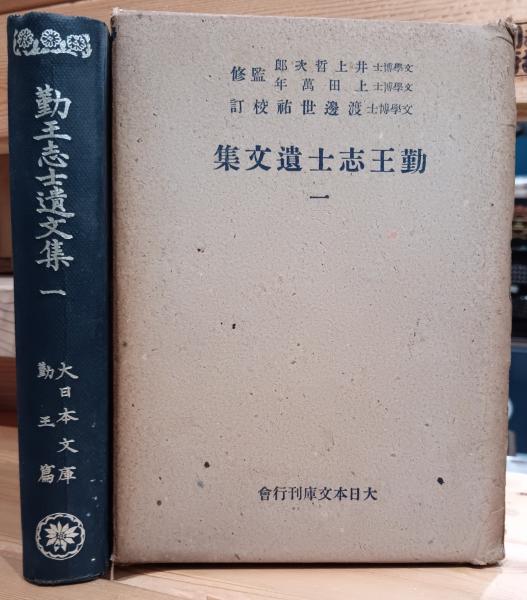 勤王志士遺文集 一
大日本文庫
勤王篇
文學博士井上哲次郎
文學博士上田萬年
監修
文學博士渡邊世祐校訂
勤王志士遺文集
一
大日本文庫刊行會